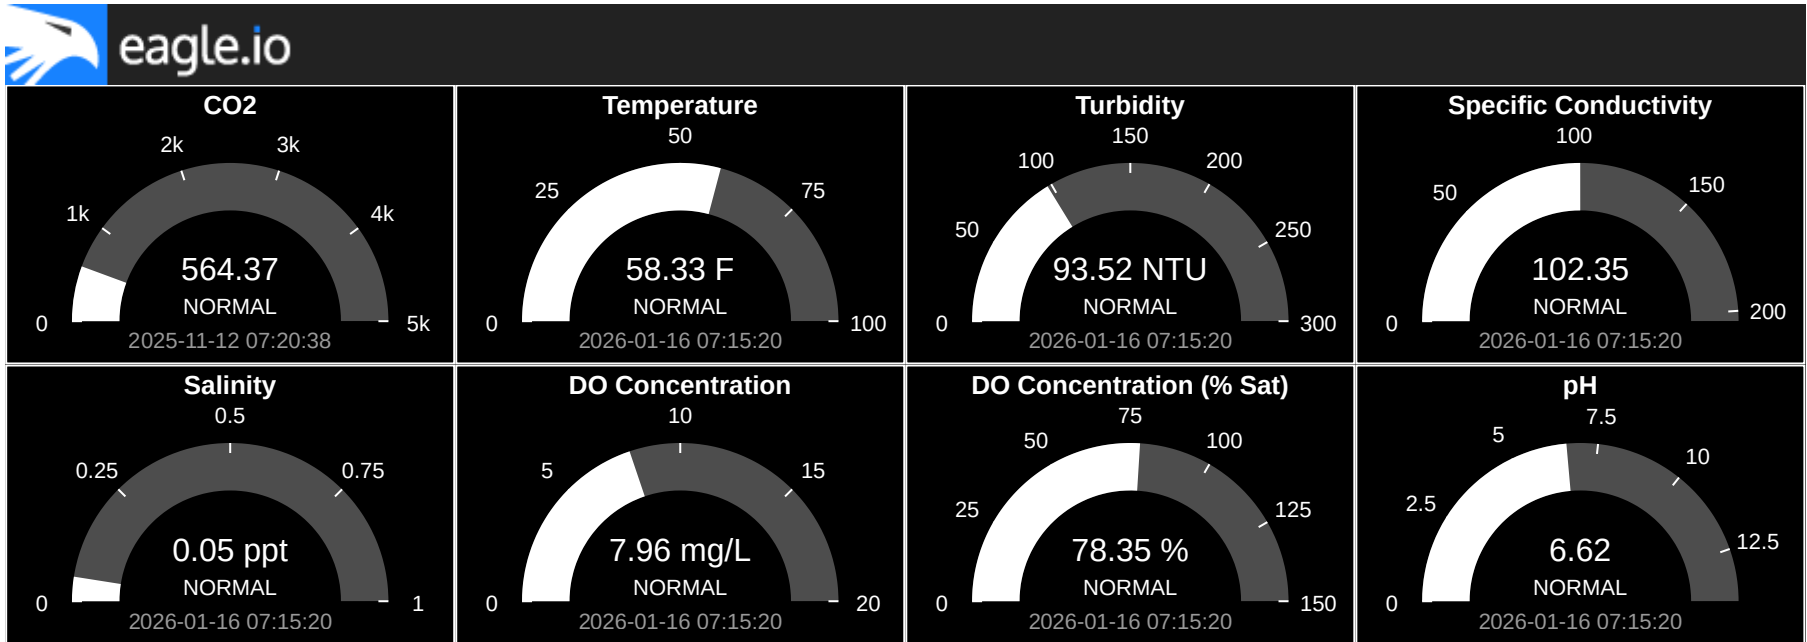 eagle.io
CO2
2k
3k
1k
4k
564.37
NORMAL
0
5k
2025-11-12 07:20:38
Temperature
50
25
75
58.33 F
NORMAL
0
100
2026-01-16 07:15:20
Turbidity
150
100
200
50
250
93.52 NTU
NORMAL
0
300
2026-01-16 07:15:20
Specific Conductivity
100
50
150
102.35
NORMAL
200
0
2026-01-16 07:15:20
Salinity
0.5
0.25
0.75
0.05 ppt
NORMAL
0
1
2026-01-16 07:15:20
DO Concentration
10
5
15
7.96 mg/L
NORMAL
0
20
2026-01-16 07:15:20
DO Concentration (% Sat)
75
50
100
25
125
78.35 %
NORMAL
0
150
2026-01-16 07:15:20
pH
7.5
5
10
2.5
12.5
6.62
NORMAL
0
2026-01-16 07:15:20